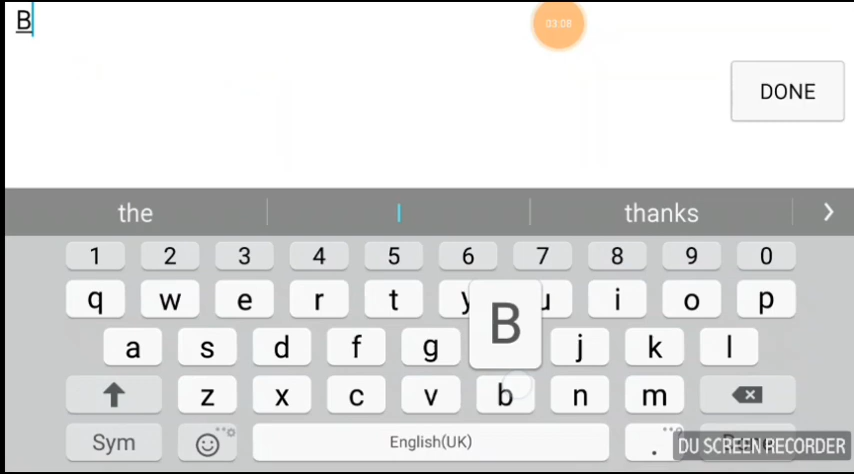 B
03:08
DONE
the I thanks
1 2 3 4 5 6 7 8 9 0
q w e r t y u i o p
B
a s d f g j k l
z x c v b n m
Sym English(UK) .
DU SCREEN RECORDER